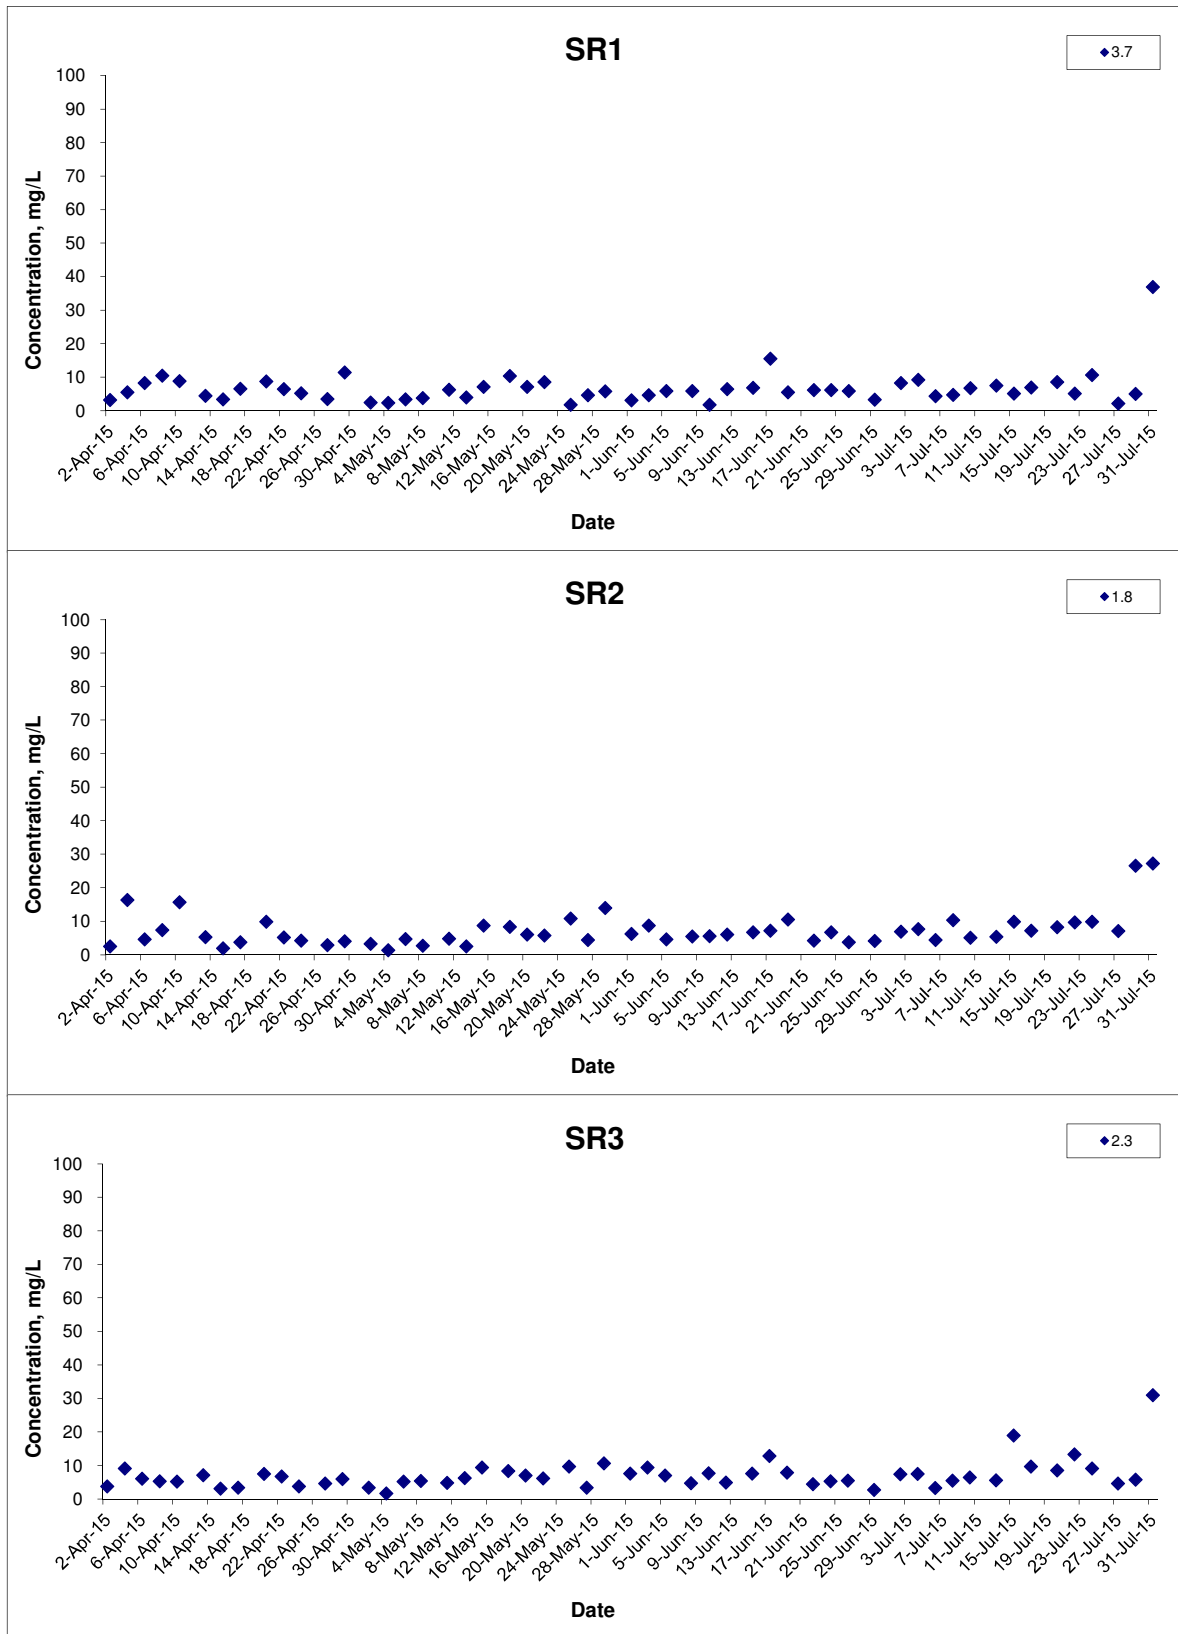 SR1
3.7
100
90
80
70
60
50
40
30
20
10
0
Concentration, mg/L
2-Apr-15
6-Apr-15
10-Apr-15
14-Apr-15
18-Apr-15
22-Apr-15
26-Apr-15
30-Apr-15
4-May-15
8-May-15
12-May-15
16-May-15
20-May-15
24-May-15
28-May-15
1-Jun-15
5-Jun-15
9-Jun-15
13-Jun-15
17-Jun-15
21-Jun-15
25-Jun-15
29-Jun-15
3-Jul-15
7-Jul-15
11-Jul-15
15-Jul-15
19-Jul-15
23-Jul-15
27-Jul-15
31-Jul-15
Date
SR2
1.8
100
90
80
70
60
50
40
30
20
10
0
Concentration, mg/L
2-Apr-15
6-Apr-15
10-Apr-15
14-Apr-15
18-Apr-15
22-Apr-15
26-Apr-15
30-Apr-15
4-May-15
8-May-15
12-May-15
16-May-15
20-May-15
24-May-15
28-May-15
1-Jun-15
5-Jun-15
9-Jun-15
13-Jun-15
17-Jun-15
21-Jun-15
25-Jun-15
29-Jun-15
3-Jul-15
7-Jul-15
11-Jul-15
15-Jul-15
19-Jul-15
23-Jul-15
27-Jul-15
31-Jul-15
Date
SR3
2.3
100
90
80
70
60
50
40
30
20
10
0
Concentration, mg/L
2-Apr-15
6-Apr-15
10-Apr-15
14-Apr-15
18-Apr-15
22-Apr-15
26-Apr-15
30-Apr-15
4-May-15
8-May-15
12-May-15
16-May-15
20-May-15
24-May-15
28-May-15
1-Jun-15
5-Jun-15
9-Jun-15
13-Jun-15
17-Jun-15
21-Jun-15
25-Jun-15
29-Jun-15
3-Jul-15
7-Jul-15
11-Jul-15
15-Jul-15
19-Jul-15
23-Jul-15
27-Jul-15
31-Jul-15
Date